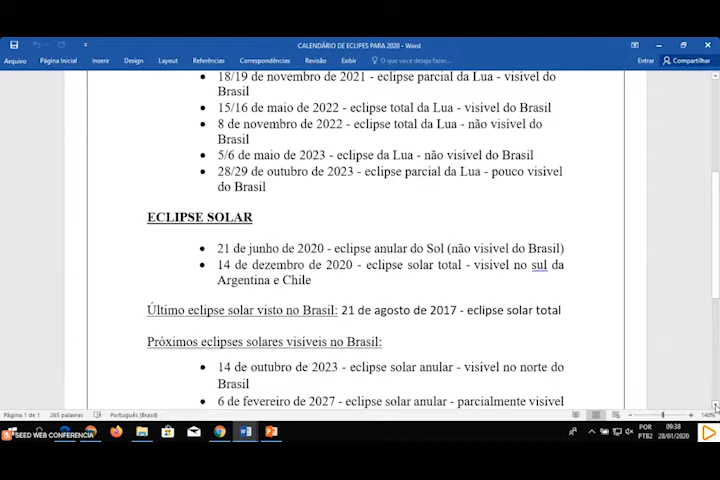 CALENDÁRIO DE ECLIPES PARA 2020 - Word
Arquivo Página Inicial Inserir Design Layout Referências Correspondências Revisão Exibir O que você deseja fazer... Entrar Compartilhar
18/19 de novembro de 2021 - eclipse parcial da Lua - visível do
Brasil
15/16 de maio de 2022 - eclipse total da Lua - visível do Brasil
8 de novembro de 2022 - eclipse total da Lua - não visível do
Brasil
5/6 de maio de 2023 - eclipse da Lua - não visível do Brasil
28/29 de outubro de 2023 - eclipse parcial da Lua - pouco visível
do Brasil
ECLIPSE SOLAR
21 de junho de 2020 - eclipse anular do Sol (não visível do Brasil)
14 de dezembro de 2020 - eclipse solar total - visível no sul da
Argentina e Chile
Último eclipse solar visto no Brasil: 21 de agosto de 2017 - eclipse solar total
Próximos eclipses solares visíveis no Brasil:
14 de outubro de 2023 - eclipse solar anular - visível no norte do
Brasil
6 de fevereiro de 2027 - eclipse solar anular - parcialmente visível
Página 1 de 1 265 palavras Português (Brasil) 140%
SEED WEB CONFERENCIA
POR 09:38
PTB2 28/01/2020